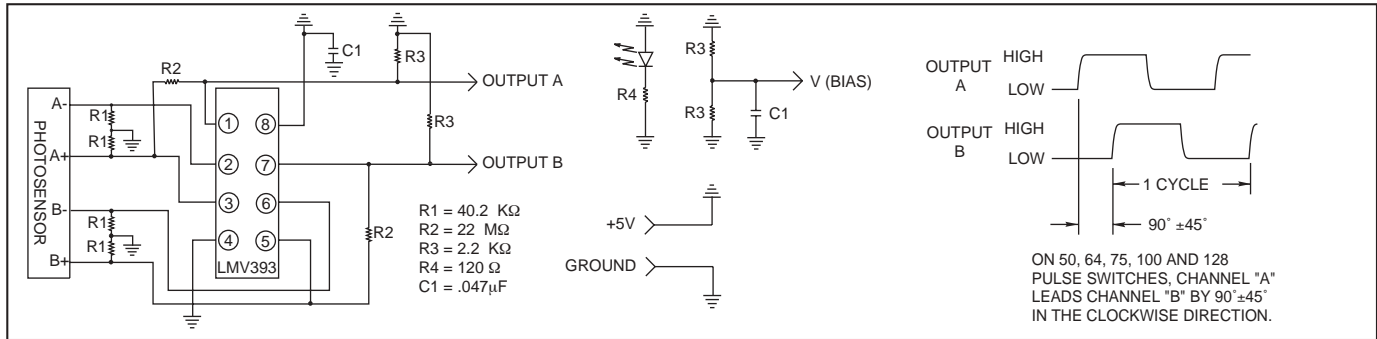 R2
C1
R3
OUTPUT A
R3
OUTPUT B
PHOTOSENSOR
A-
R1
R1
A+
B-
R1
R1
B+
1
8
2
7
3
6
4
5
LMV393
R2
R1 = 40.2 KΩ
R2 = 22 MΩ
R3 = 2.2 KΩ
R4 = 120 Ω
C1 = .047µF
R4
R3
R3
V (BIAS)
C1
+5V
GROUND
OUTPUT
A
HIGH
LOW
OUTPUT
B
HIGH
LOW
1 CYCLE
90˚ ±45˚
ON 50, 64, 75, 100 AND 128
PULSE SWITCHES, CHANNEL "A"
LEADS CHANNEL "B" BY 90˚±45˚
IN THE CLOCKWISE DIRECTION.